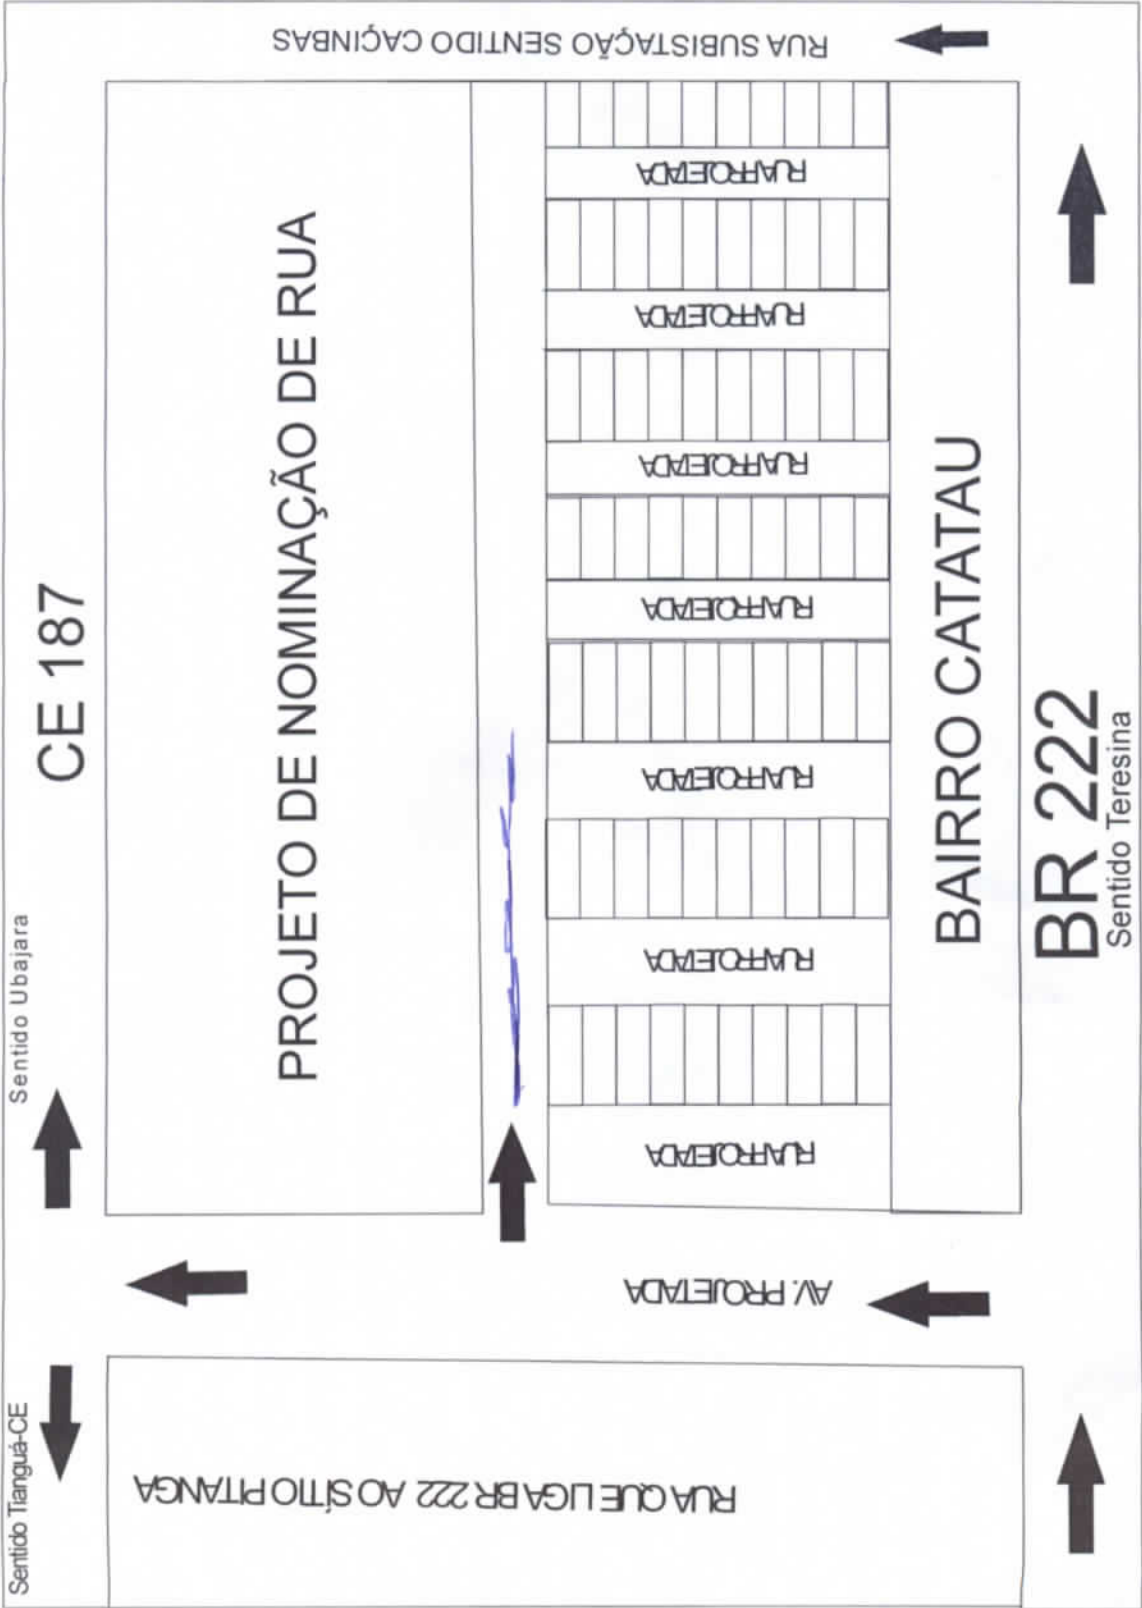 RUA SUBISTAÇÃO SENTIDO CAÇINBAS
CE 187
Sentido Ubajara
Sentido Tianguá-CE
PROJETO DE NOMINAÇÃO DE RUA
RUA PROJETADA
RUA PROJETADA
RUA PROJETADA
RUA PROJETADA
RUA PROJETADA
RUA PROJETADA
RUA PROJETADA
BAIRRO CATATAU
BR 222
Sentido Teresina
AV. PROJETADA
RUA QUE LIGA BR 222 AO SÍTIO PITANGA